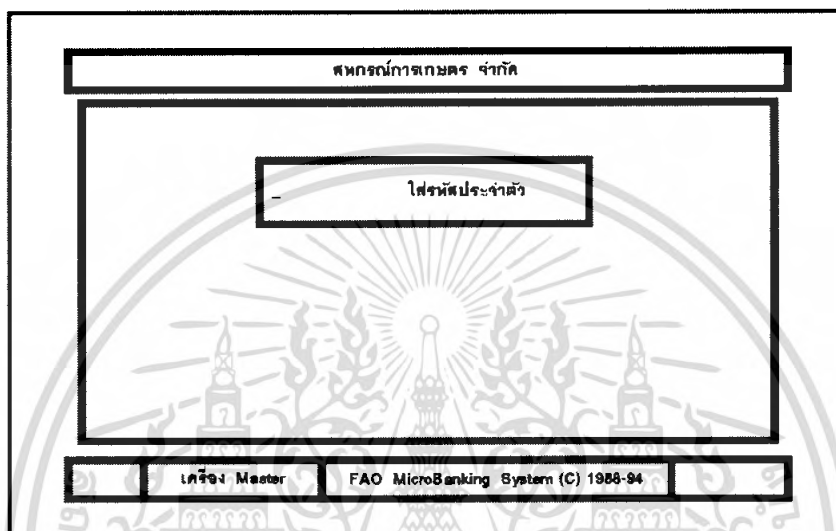 สหกรณ์การเกษตร จำกัด
ใส่รหัสประจำตัว
เครื่อง Master FAO MicroBanking System (C) 1988-94